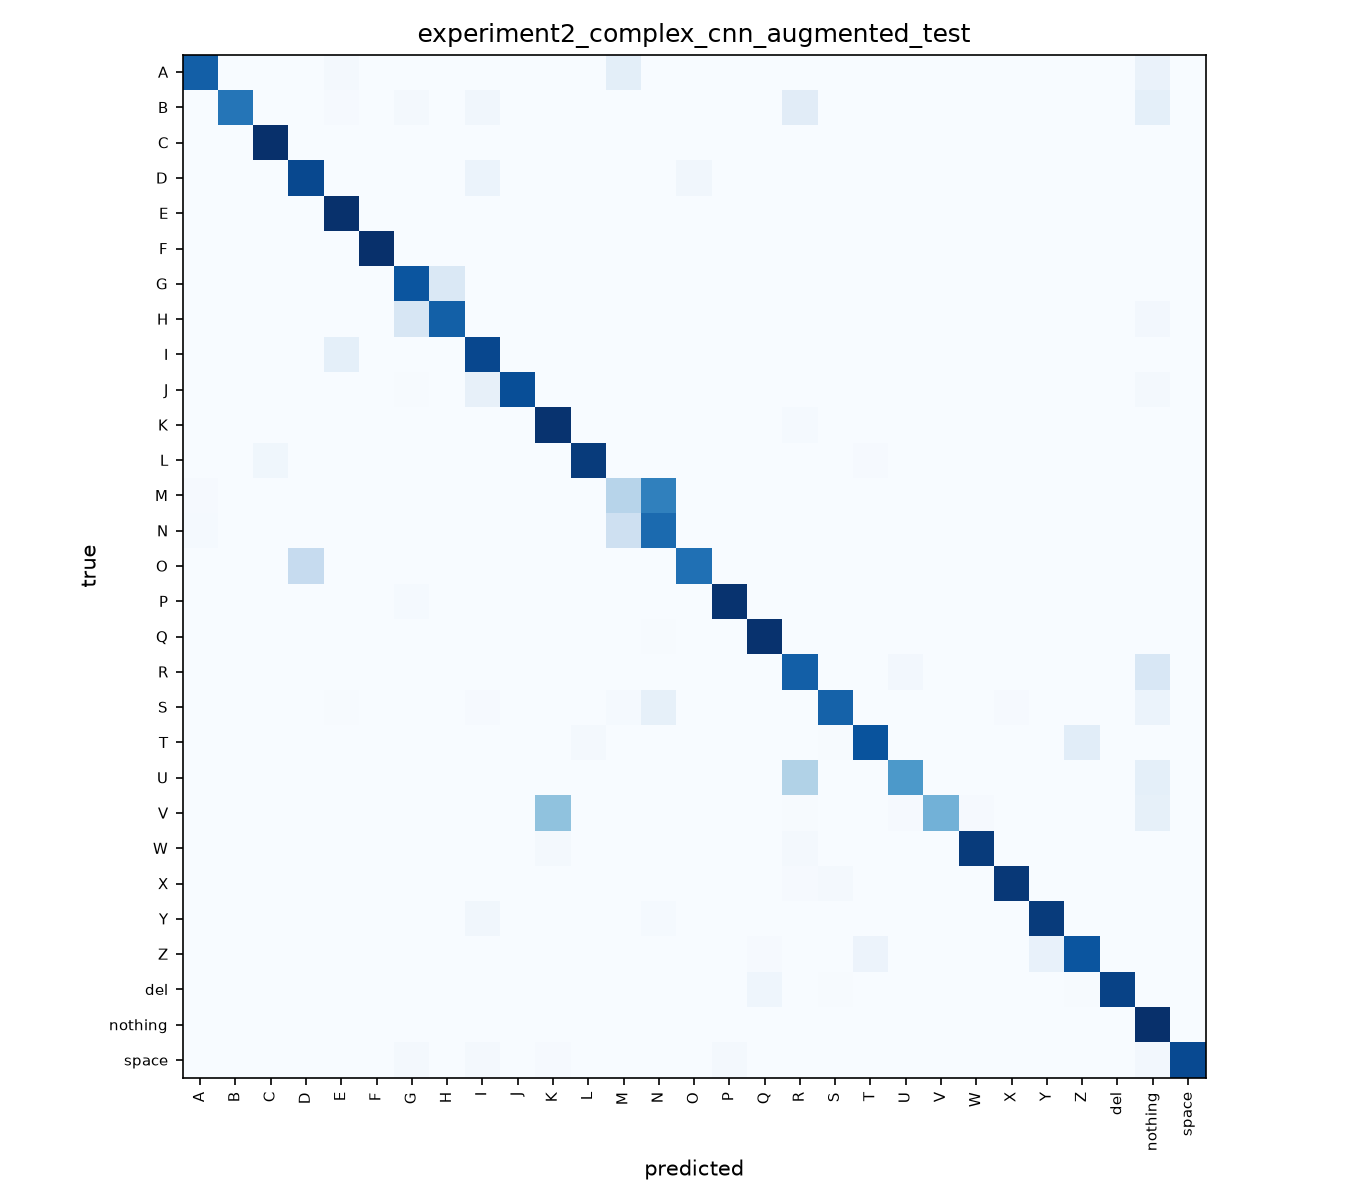 experiment2_complex_cnn_augmented_test
A
B
C
D
E
F
G
H
I
J
K
L
M
N
O
P
Q
R
S
T
U
V
W
X
Y
Z
del
nothing
space
true
A B C D E F G H I J K L M N O P Q R S T U V W X Y Z del nothing space
predicted